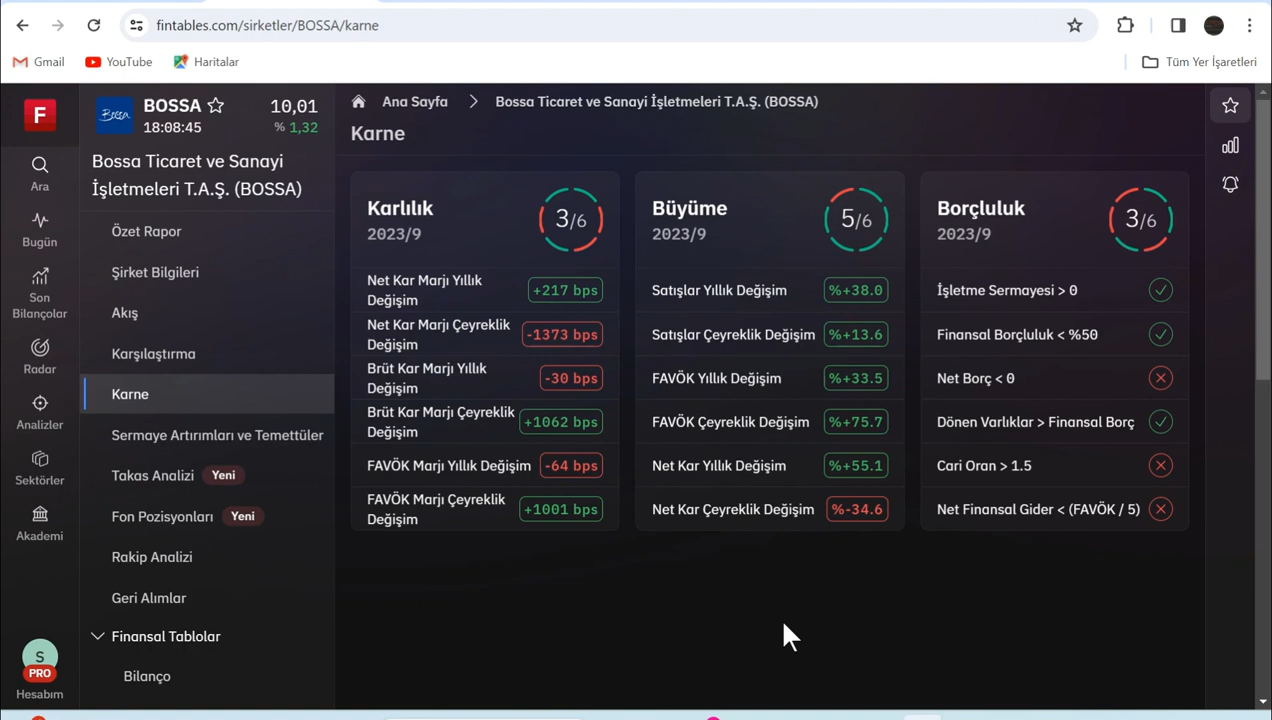 fintables.com/sirketler/BOSSA/karne
Gmail
YouTube
Haritalar
Tüm Yer İşaretleri
F
Bossa
BOSSA
10,01
18:08:45
% 1,32
Bossa Ticaret ve Sanayi
İşletmeleri T.A.Ş. (BOSSA)
Ana Sayfa
Bossa Ticaret ve Sanayi İşletmeleri T.A.Ş. (BOSSA)
Karne
Ara
Bugün
Son
Bilançolar
Radar
Analizler
Sektörler
Akademi
S
PRO
Hesabım
Özet Rapor
Şirket Bilgileri
Akış
Karşılaştırma
Karne
Sermaye Artırımları ve Temettüler
Takas Analizi Yeni
Fon Pozisyonları Yeni
Rakip Analizi
Geri Alımlar
Finansal Tablolar
Bilanço
Karlılık
2023/9
3/6
Net Kar Marjı Yıllık
Değişim
+217 bps
Net Kar Marjı Çeyreklik
Değişim
-1373 bps
Brüt Kar Marjı Yıllık
Değişim
-30 bps
Brüt Kar Marjı Çeyreklik
Değişim
+1062 bps
FAVÖK Marjı Yıllık Değişim
-64 bps
FAVÖK Marjı Çeyreklik
Değişim
+1001 bps
Büyüme
2023/9
5/6
Satışlar Yıllık Değişim
%+38.0
Satışlar Çeyreklik Değişim
%+13.6
FAVÖK Yıllık Değişim
%+33.5
FAVÖK Çeyreklik Değişim
%+75.7
Net Kar Yıllık Değişim
%+55.1
Net Kar Çeyreklik Değişim
%-34.6
Borçluluk
2023/9
3/6
İşletme Sermayesi > 0
Finansal Borçluluk < %50
Net Borç < 0
Dönen Varlıklar > Finansal Borç
Cari Oran > 1.5
Net Finansal Gider < (FAVÖK / 5)